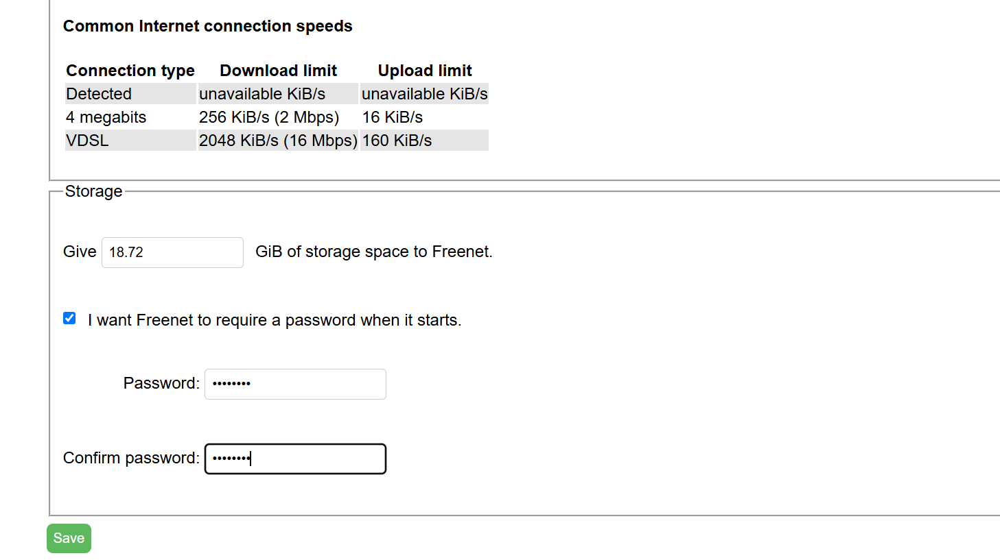 Common Internet connection speeds
Connection type Download limit Upload limit
Detected unavailable KiB/s unavailable KiB/s
4 megabits 256 KiB/s (2 Mbps) 16 KiB/s
VDSL 2048 KiB/s (16 Mbps) 160 KiB/s
Storage
Give 18.72 GiB of storage space to Freenet.
I want Freenet to require a password when it starts.
Password: ••••••••
Confirm password: ••••••••
Save